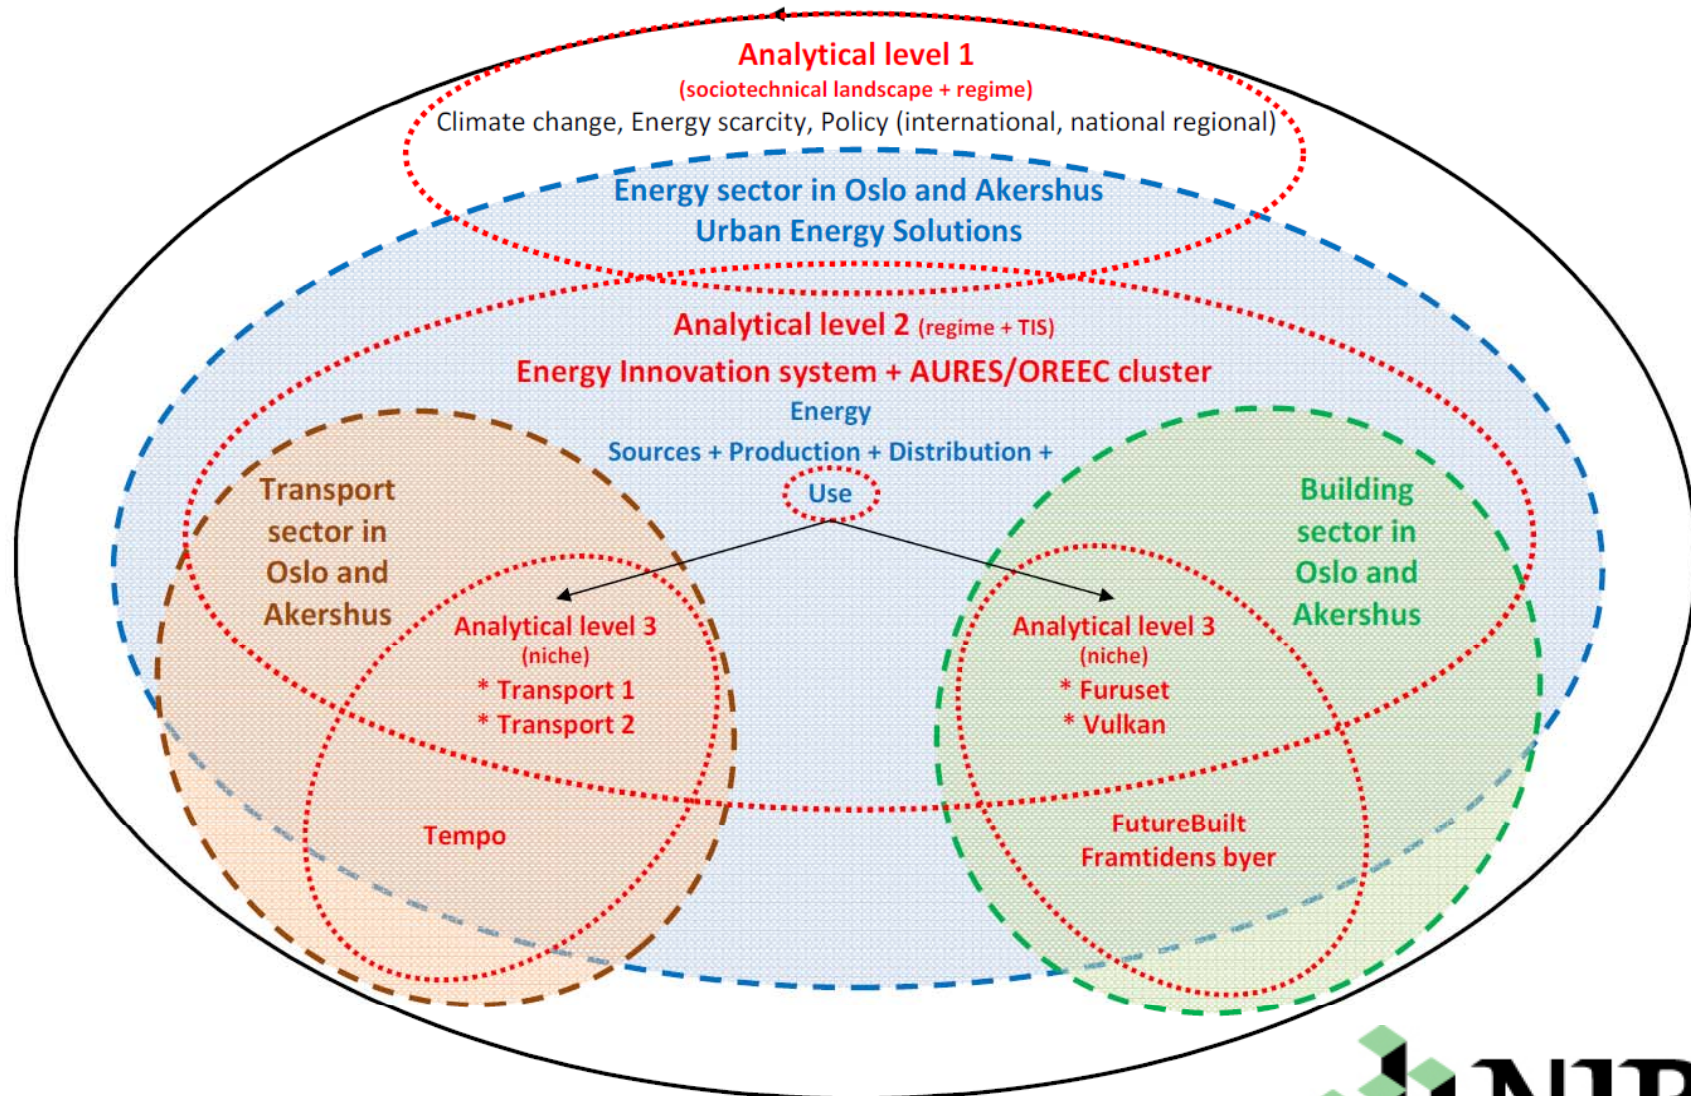 Analytical level 1
(sociotechnical landscape + regime)
Climate change, Energy scarcity, Policy (international, national regional)
Energy sector in Oslo and Akershus
Urban Energy Solutions
Analytical level 2 (regime + TIS)
Energy Innovation system + AURES/OREEC cluster
Energy
Sources + Production + Distribution +
Use
Transport
sector in
Oslo and
Akershus
Analytical level 3
(niche)
* Transport 1
* Transport 2
Tempo
Building
sector in
Oslo and
Akershus
Analytical level 3
(niche)
* Furuset
* Vulkan
FutureBuilt
Framtidens byer